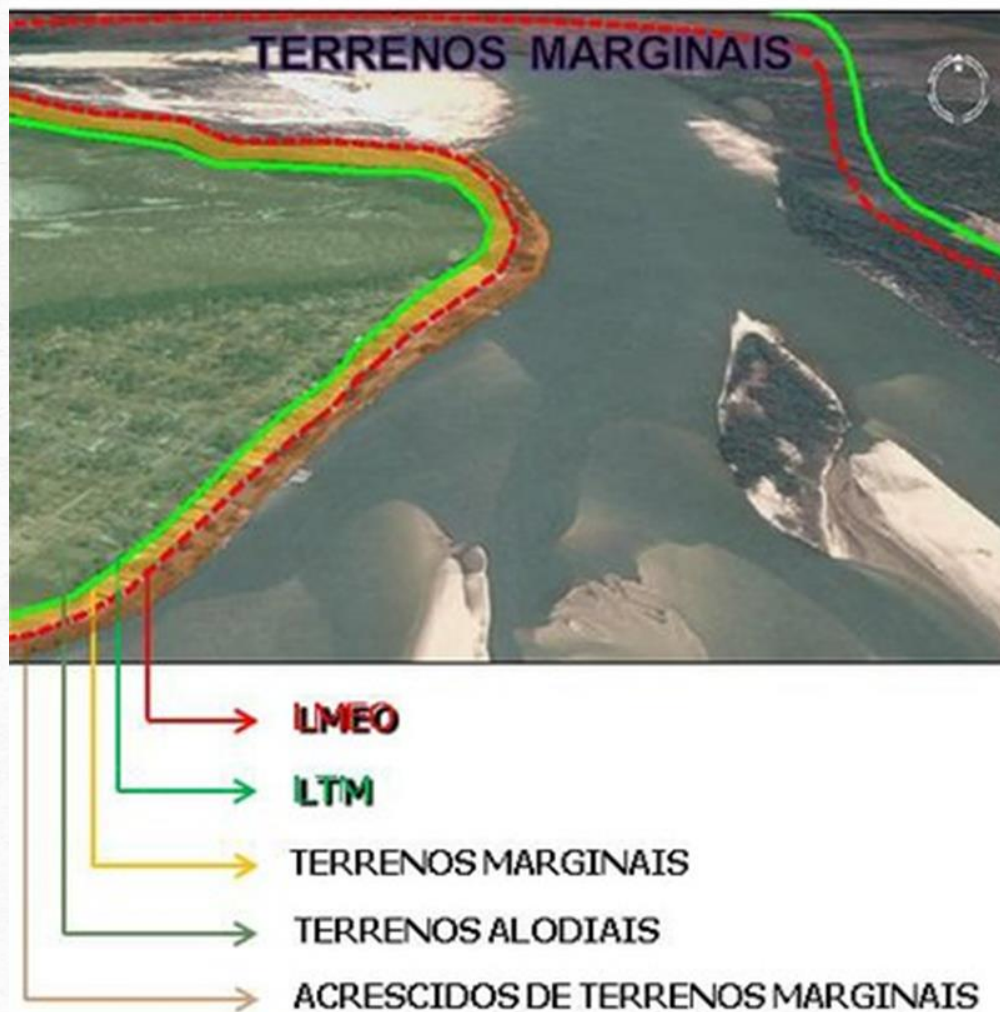 TERRENOS MARGINAIS
LMEO
LTM
TERRENOS MARGINAIS
TERRENOS ALODIAIS
ACRESCIDOS DE TERRENOS MARGINAIS